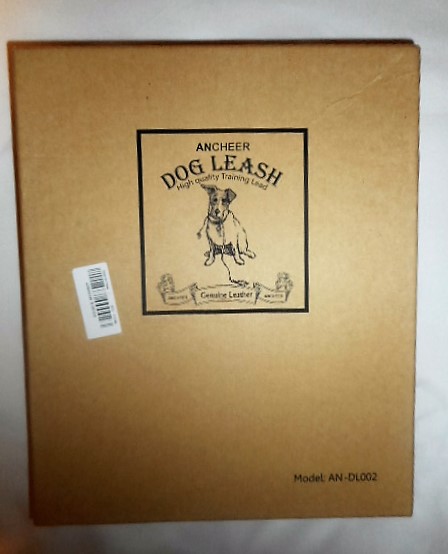 ANCHEER
DOG LEASH
High quality Training Lead
Genuine Leather
Model: AN-DL002